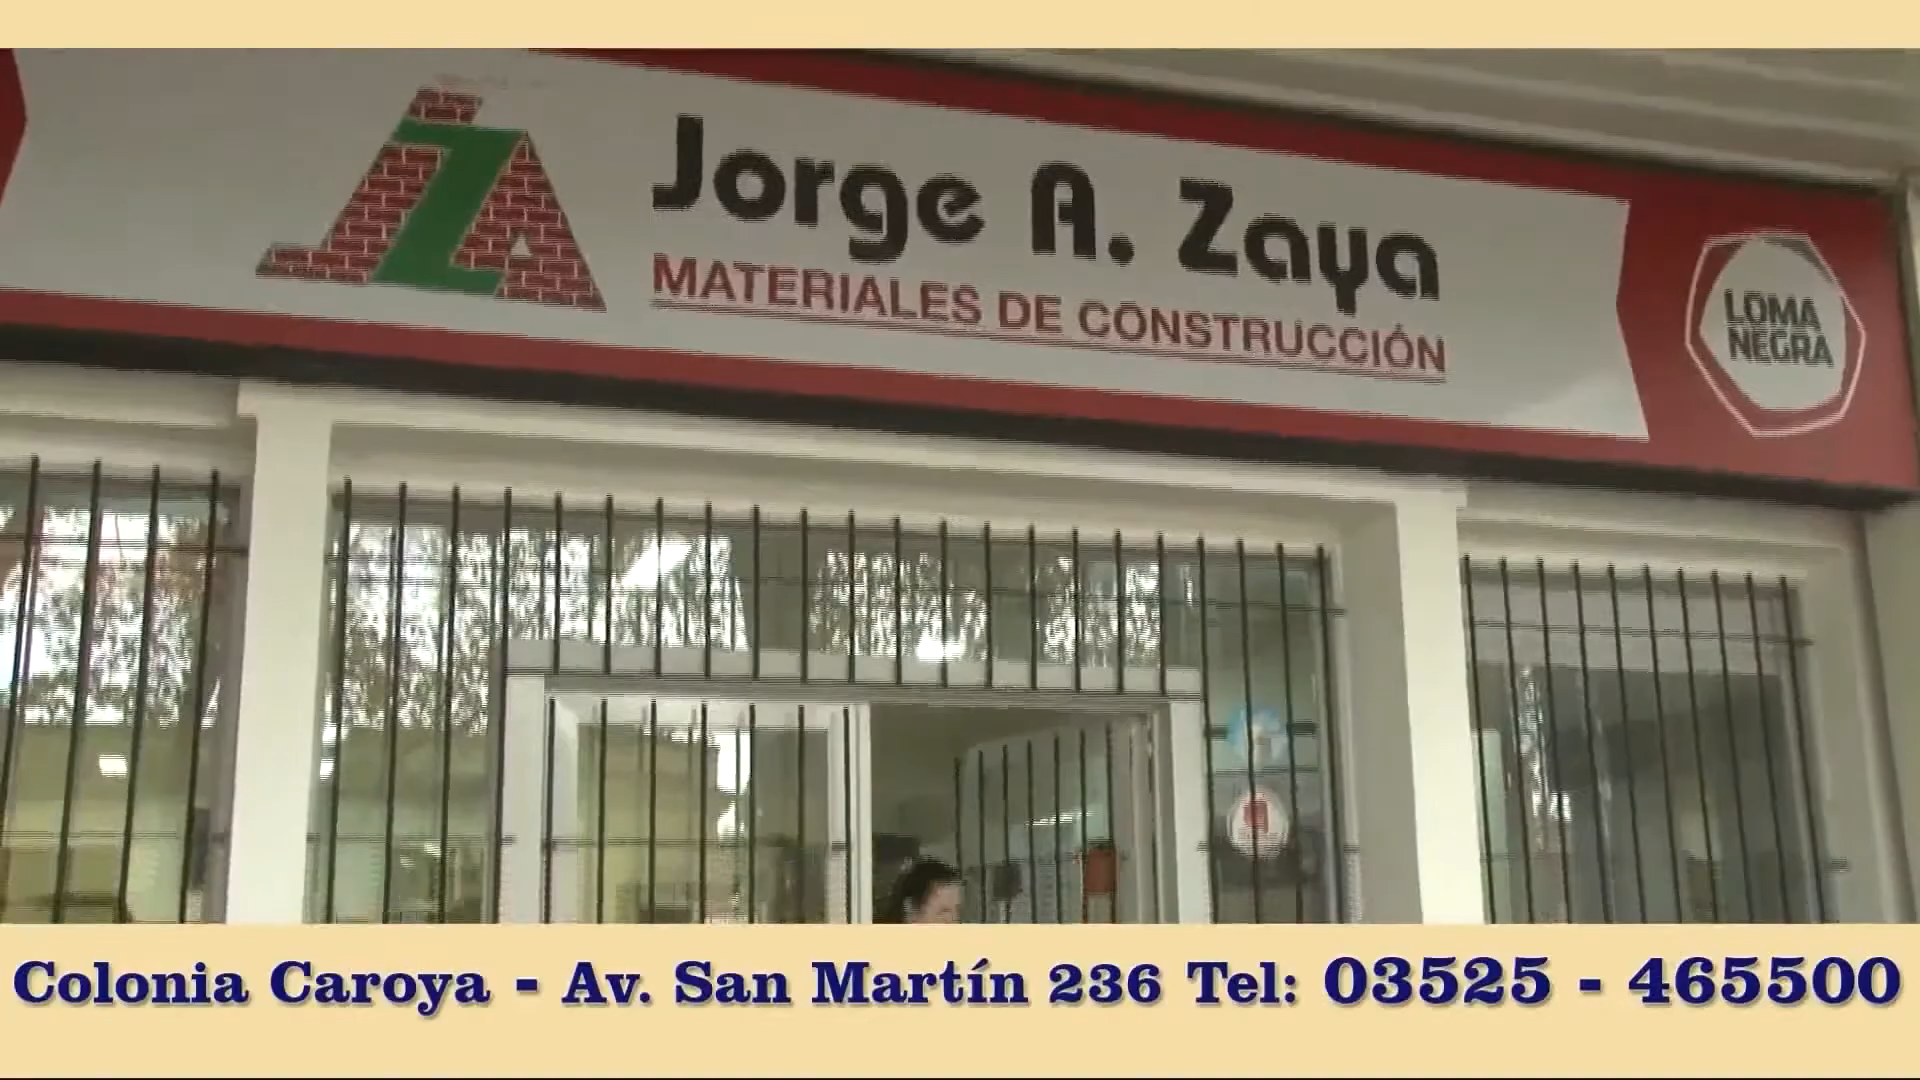 Jorge A. Zaya
MATERIALES DE CONSTRUCCIÓN
LOMA
NEGRA
Colonia Caroya - Av. San Martín 236 Tel: 03525 - 465500